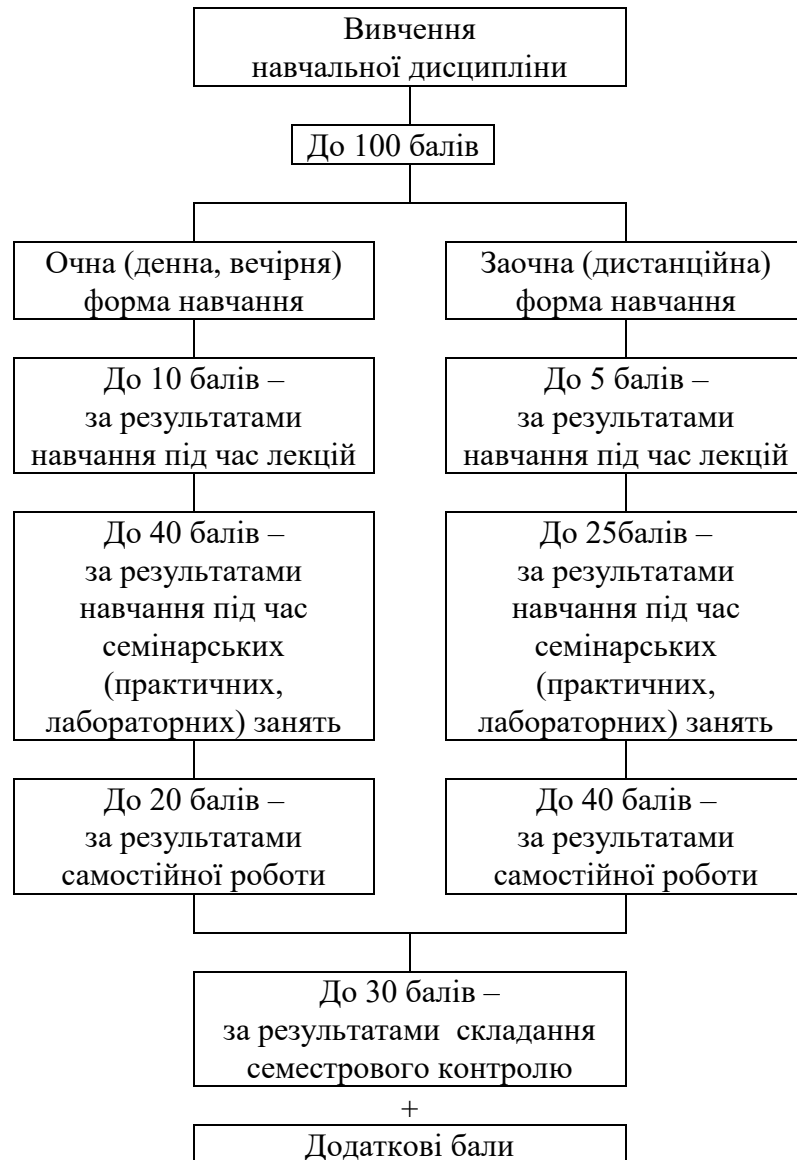 Вивчення
навчальної дисципліни
До 100 балів
Очна (денна, вечірня)
форма навчання
Заочна (дистанційна)
форма навчання
До 10 балів –
за результатами
навчання під час лекцій
До 5 балів –
за результатами
навчання під час лекцій
До 40 балів –
за результатами
навчання під час
семінарських
(практичних,
лабораторних) занять
До 25балів –
за результатами
навчання під час
семінарських
(практичних,
лабораторних) занять
До 20 балів –
за результатами
самостійної роботи
До 40 балів –
за результатами
самостійної роботи
До 30 балів –
за результатами складання
семестрового контролю
+
Додаткові бали